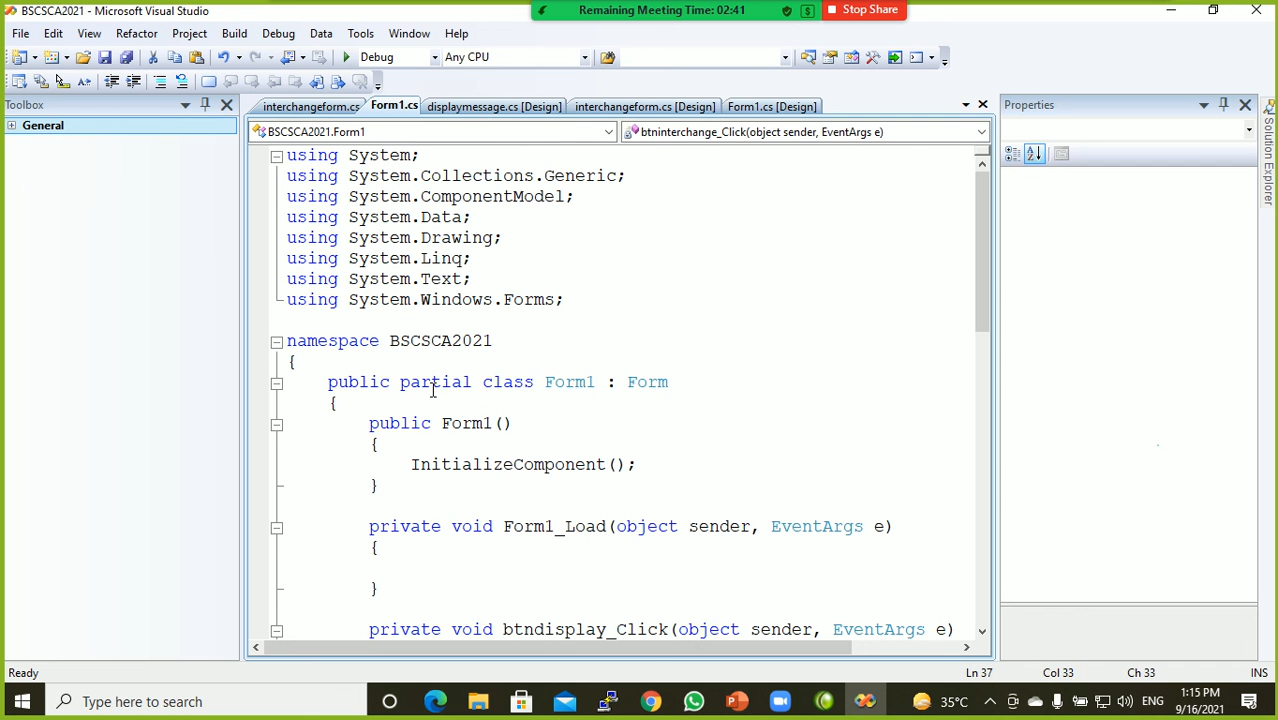 BSCSCA2021 - Microsoft Visual Studio
Remaining Meeting Time: 02:41
Stop Share
File Edit View Refactor Project Build Debug Data Tools Window Help
Debug Any CPU
Toolbox
interchangeform.cs Form1.cs displaymessage.cs [Design] interchangeform.cs [Design] Form1.cs [Design]
Properties
General
BSCSCA2021.Form1
btninterchange_Click(object sender, EventArgs e)
Solution Explorer
using System;
using System.Collections.Generic;
using System.ComponentModel;
using System.Data;
using System.Drawing;
using System.Linq;
using System.Text;
using System.Windows.Forms;
namespace BSCSCA2021
{
public partial class Form1 : Form
{
public Form1()
{
InitializeComponent();
}
private void Form1_Load(object sender, EventArgs e)
{
}
private void btndisplay_Click(object sender, EventArgs e)
Ready
Ln 37 Col 33 Ch 33 INS
Type here to search
35°C
ENG
1:15 PM
9/16/2021